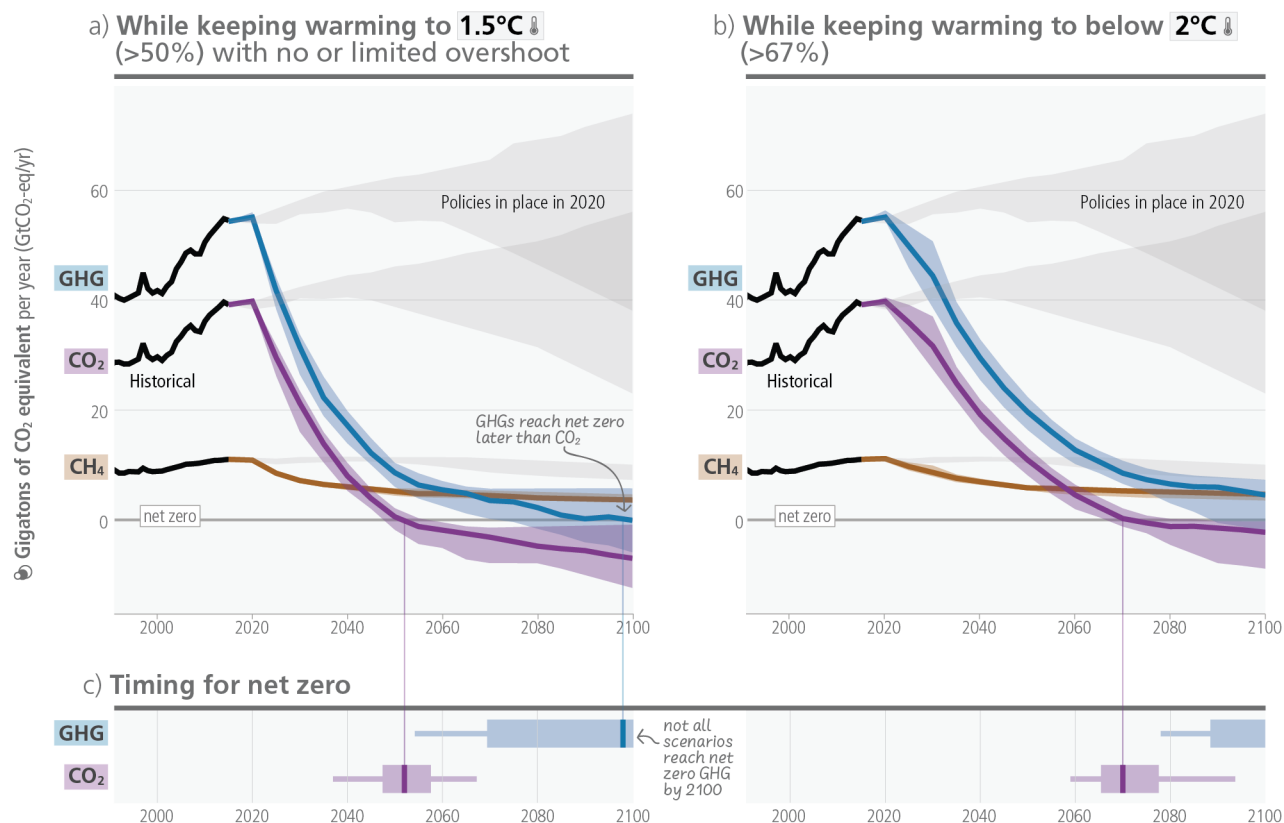 a) While keeping warming to 1.5°C
(>50%) with no or limited overshoot
b) While keeping warming to below 2°C
(>67%)
Gigatons of CO₂ equivalent per year (GtCO₂-eq/yr)
60
40
20
0
GHG
CO₂
CH₄
Policies in place in 2020
Historical
GHGs reach net zero
later than CO₂
net zero
2000 2020 2040 2060 2080 2100
60
40
20
0
GHG
CO₂
CH₄
Policies in place in 2020
Historical
net zero
2000 2020 2040 2060 2080 2100
c) Timing for net zero
GHG
CO₂
not all
scenarios
reach net
zero GHG
by 2100
2000 2020 2040 2060 2080 2100
2000 2020 2040 2060 2080 2100